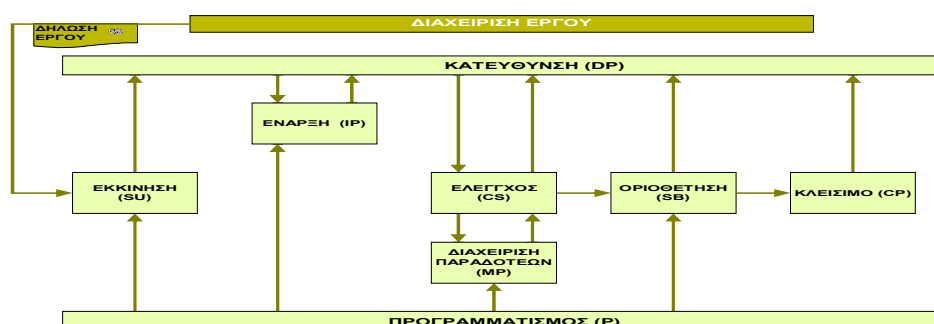 ΔΗΛΩΣΗ
ΕΡΓΟΥ
ΔΙΑΧΕΙΡΙΣΗ ΕΡΓΟΥ
ΚΑΤΕΥΘΥΝΣΗ (DP)
ΕΝΑΡΞΗ (IP)
ΕΚΚΙΝΗΣΗ
(SU)
ΕΛΕΓΓΧΟΣ
(CS)
ΟΡΙΟΘΕΤΗΣΗ
(SB)
ΚΛΕΙΣΙΜΟ (CP)
ΔΙΑΧΕΙΡΙΣΗ
ΠΑΡΑΔΟΤΕΩΝ
(MP)
ΠΡΟΓΡΑΜΜΑΤΙΣΜΟΣ (P)